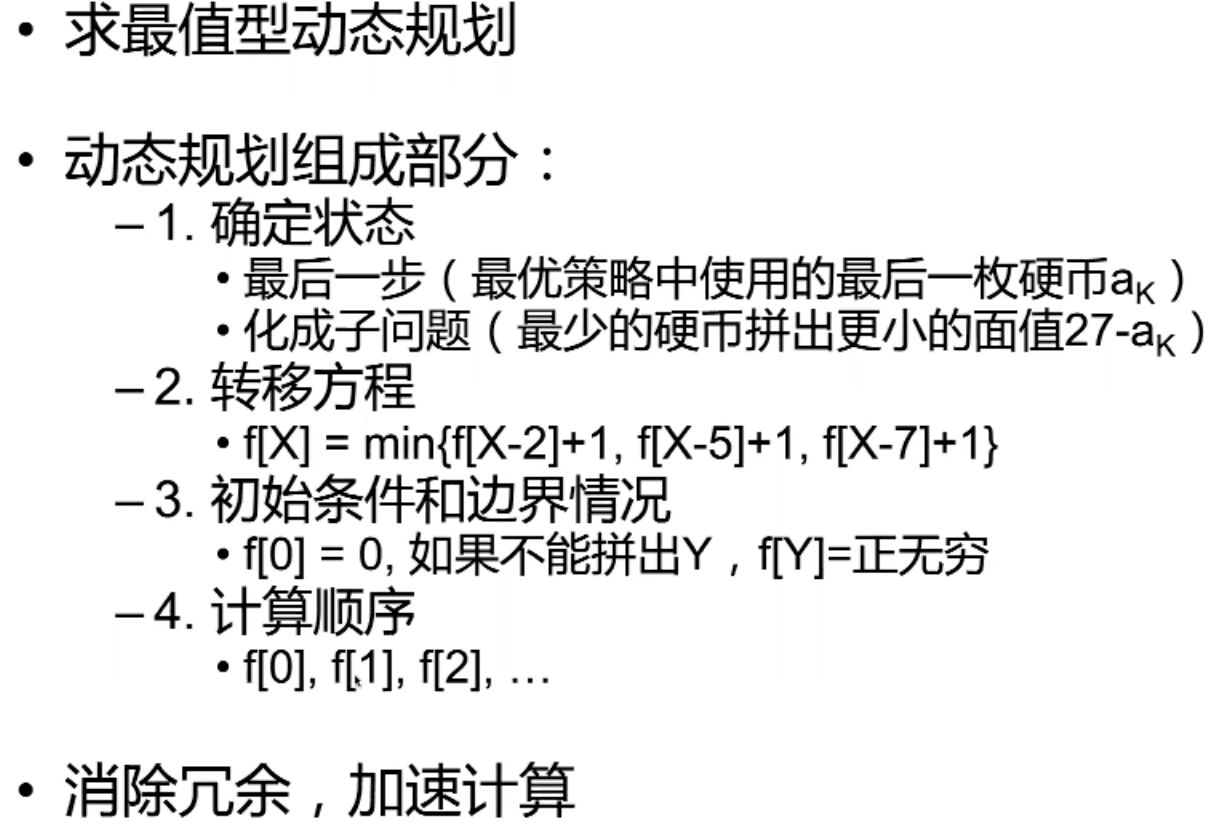 • 求最值型动态规划
• 动态规划组成部分：
– 1. 确定状态
• 最后一步（最优策略中使用的最后一枚硬币aK）
• 化成子问题（最少的硬币拼出更小的面值27-aK）
– 2. 转移方程
• f[X] = min{f[X-2]+1, f[X-5]+1, f[X-7]+1}
– 3. 初始条件和边界情况
• f[0] = 0, 如果不能拼出Y，f[Y]=正无穷
– 4. 计算顺序
• f[0], f[1], f[2], …
• 消除冗余，加速计算